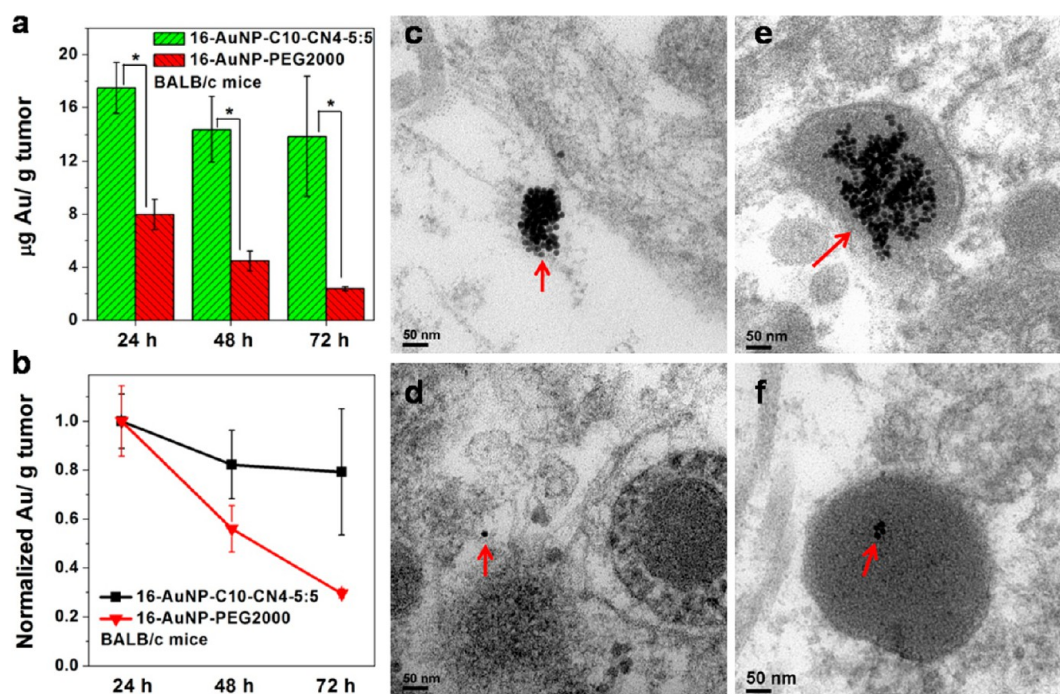 a
20
16
12
8
4
0
µg Au/ g tumor
16-AuNP-C10-CN4-5:5
16-AuNP-PEG2000
BALB/c mice
*
*
*
24 h 48 h 72 h
b
1.0
0.8
0.6
0.4
0.2
0.0
Normalized Au/ g tumor
16-AuNP-C10-CN4-5:5
16-AuNP-PEG2000
BALB/c mice
24 h 48 h 72 h
c
50 nm
e
50 nm
d
50 nm
f
50 nm